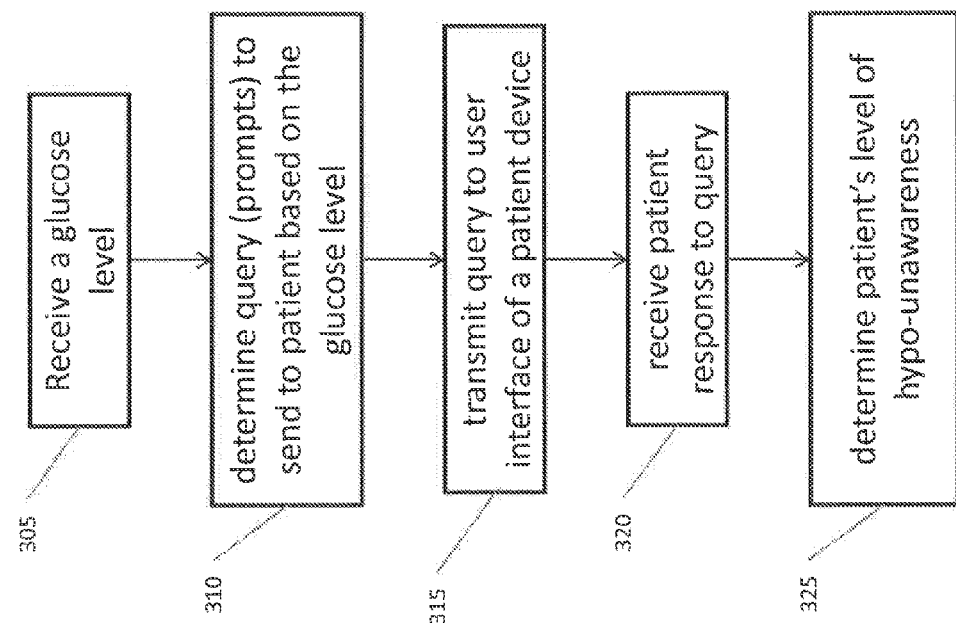 305
Receive a glucose
level
310
determine query (prompts) to
send to patient based on the
glucose level
315
transmit query to user
interface of a patient device
320
receive patient
response to query
325
determine patient's level of
hypo-unawareness